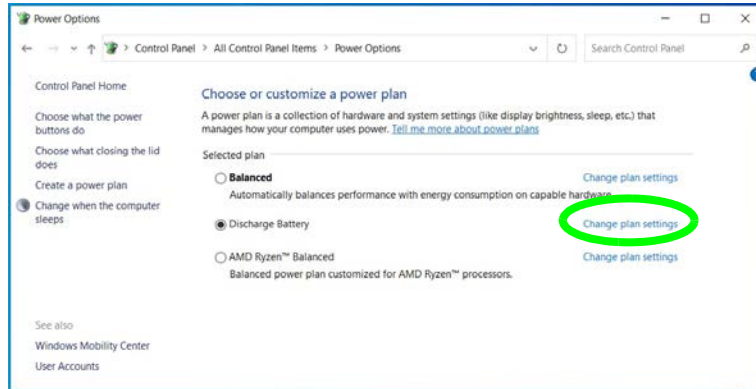 Power Options
Control Panel > All Control Panel Items > Power Options
Search Control Panel
Control Panel Home
Choose what the power
buttons do
Choose what closing the lid
does
Create a power plan
Change when the computer
sleeps
See also
Windows Mobility Center
User Accounts
Choose or customize a power plan
A power plan is a collection of hardware and system settings (like display brightness, sleep, etc.) that
manages how your computer uses power. Tell me more about power plans
Selected plan
Balanced Change plan settings
Automatically balances performance with energy consumption on capable hardware.
Discharge Battery Change plan settings
AMD Ryzen™ Balanced Change plan settings
Balanced power plan customized for AMD Ryzen™ processors.